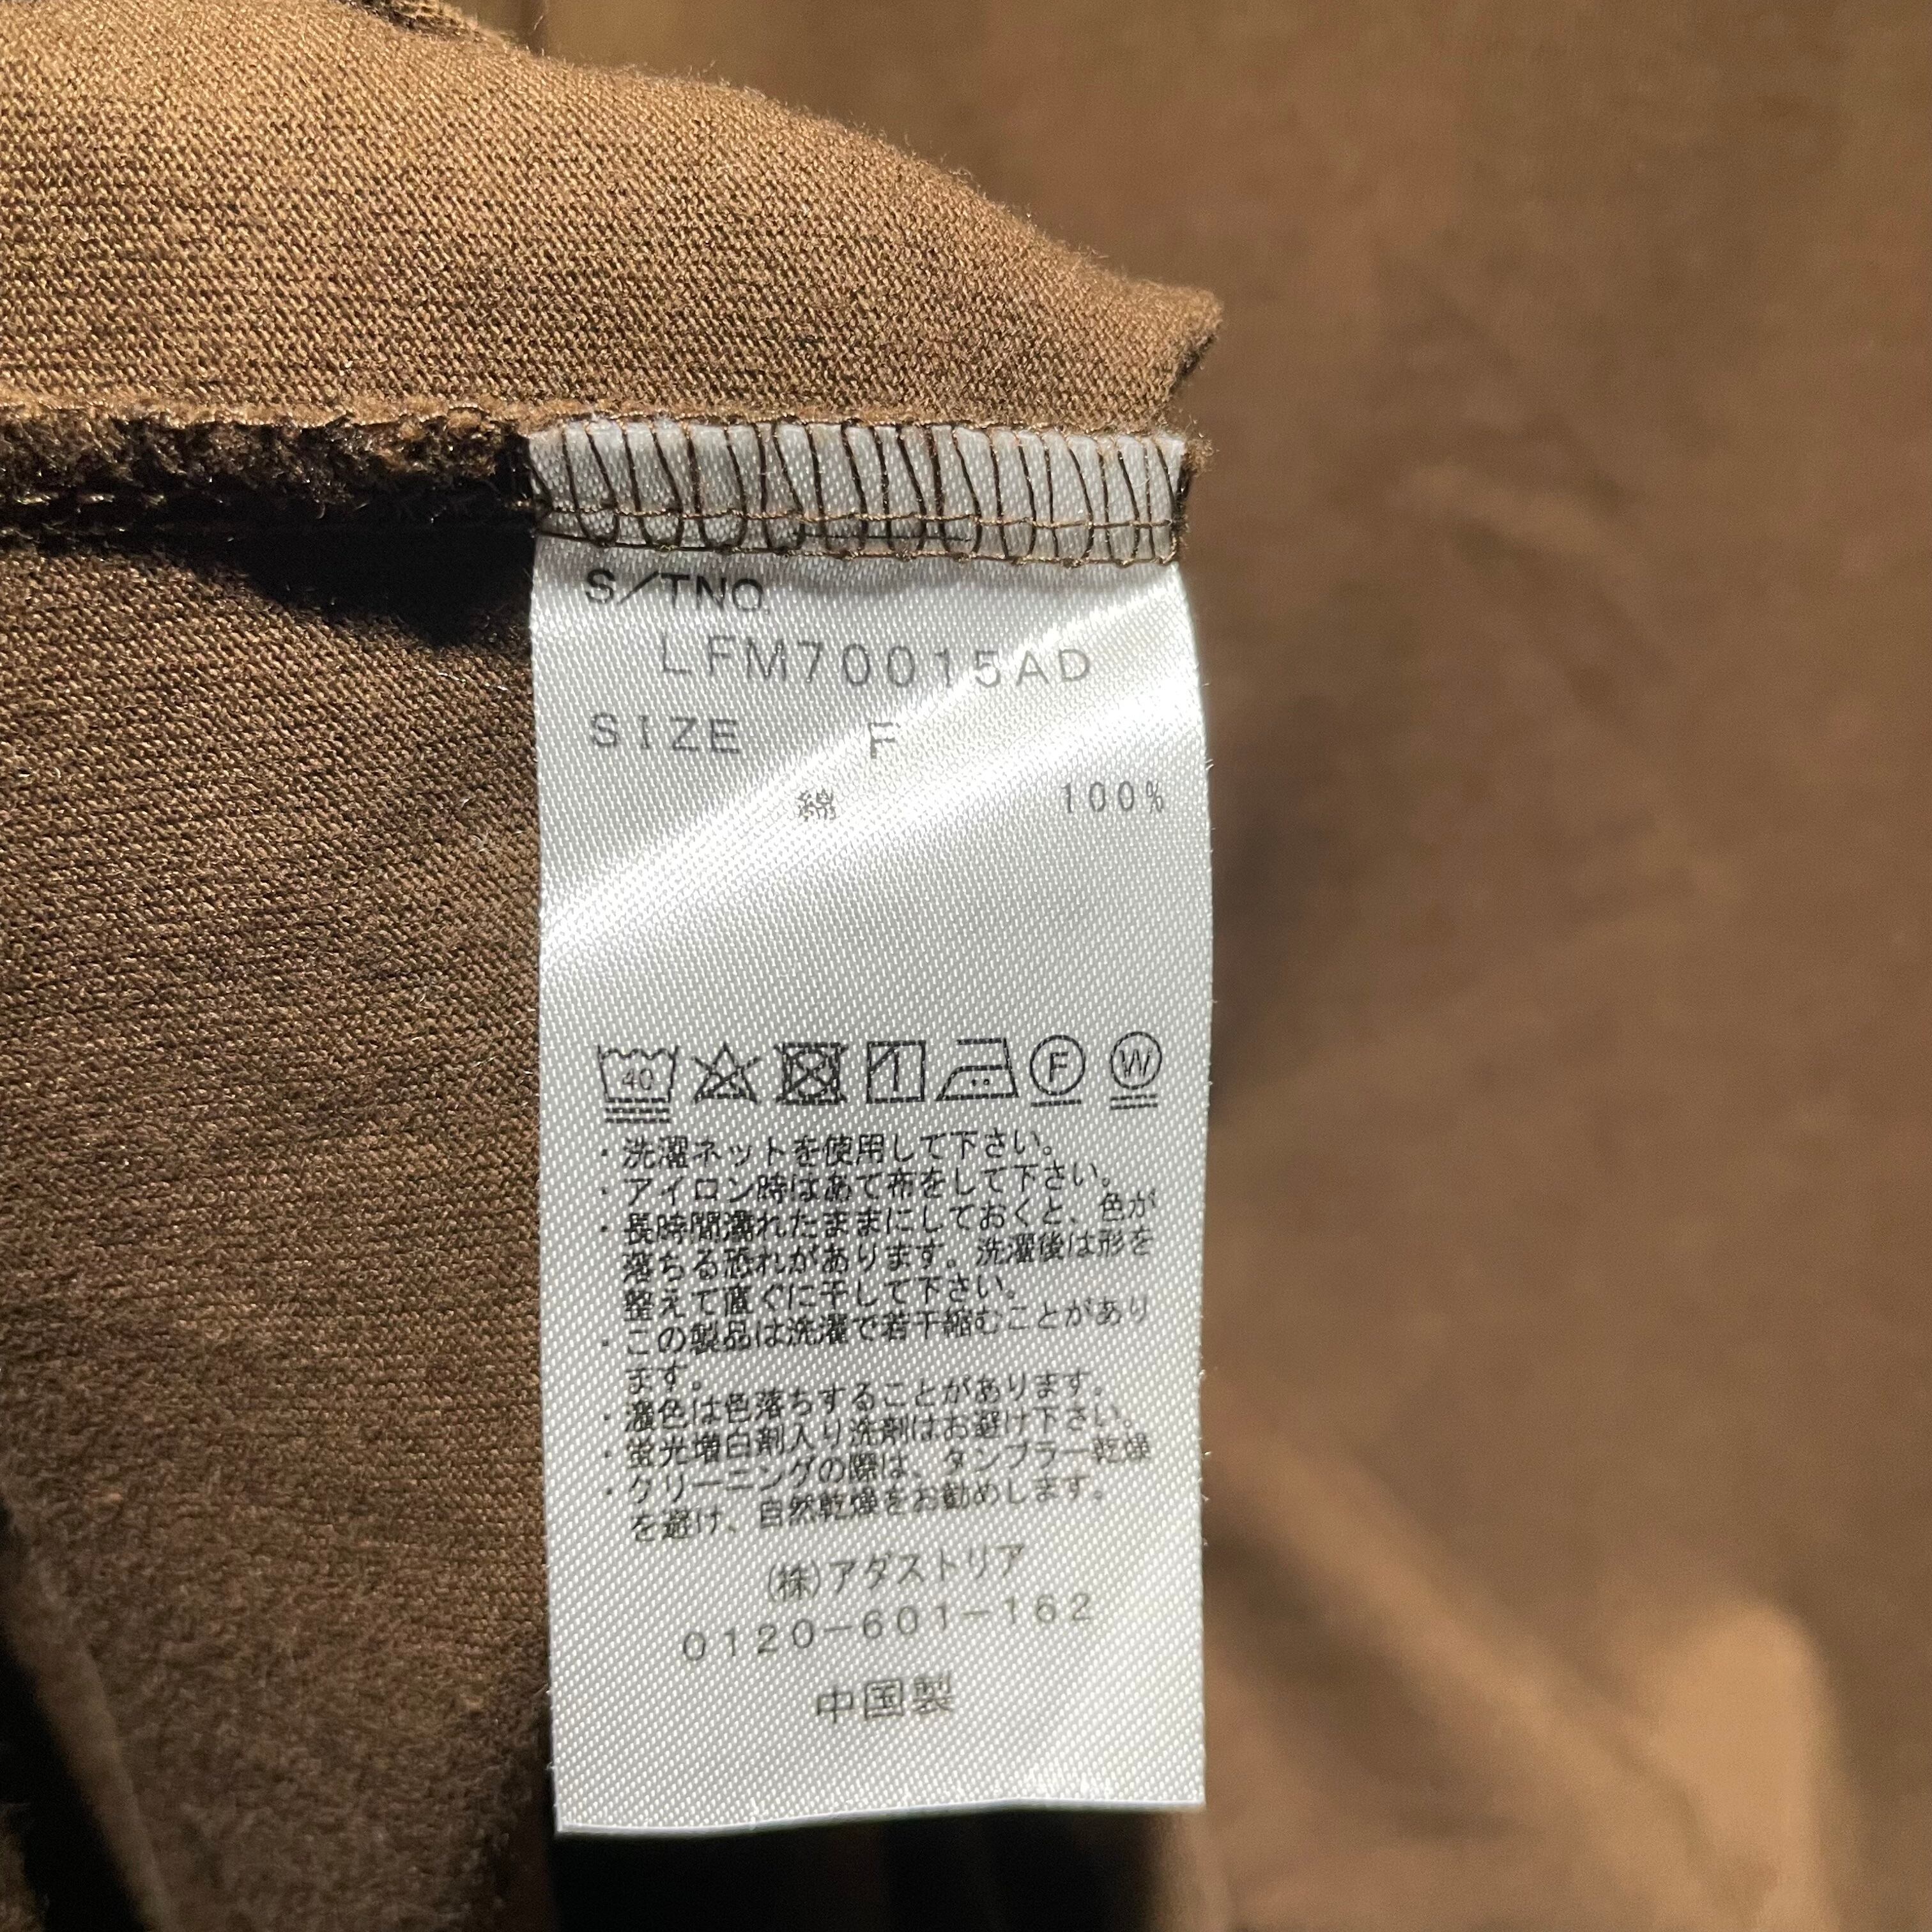 S/TNO
LFM70015AD
SIZE F
綿 100%
40 F W
・洗濯ネットを使用して下さい。
・アイロン時はあて布をして下さい。
・長時間濡れたままにしておくと、色が
落ちる恐れがあります。洗濯後は形を
整えて直ぐに干して下さい。
・この製品は洗濯で若干縮むことがあり
ます。
・濃色は色落ちすることがあります。
・蛍光増白剤入り洗剤はお避け下さい。
・クリーニングの際は、タンブラー乾燥
を避け、自然乾燥をお勧めします。
(株)アダストリア
0120-601-162
中国製